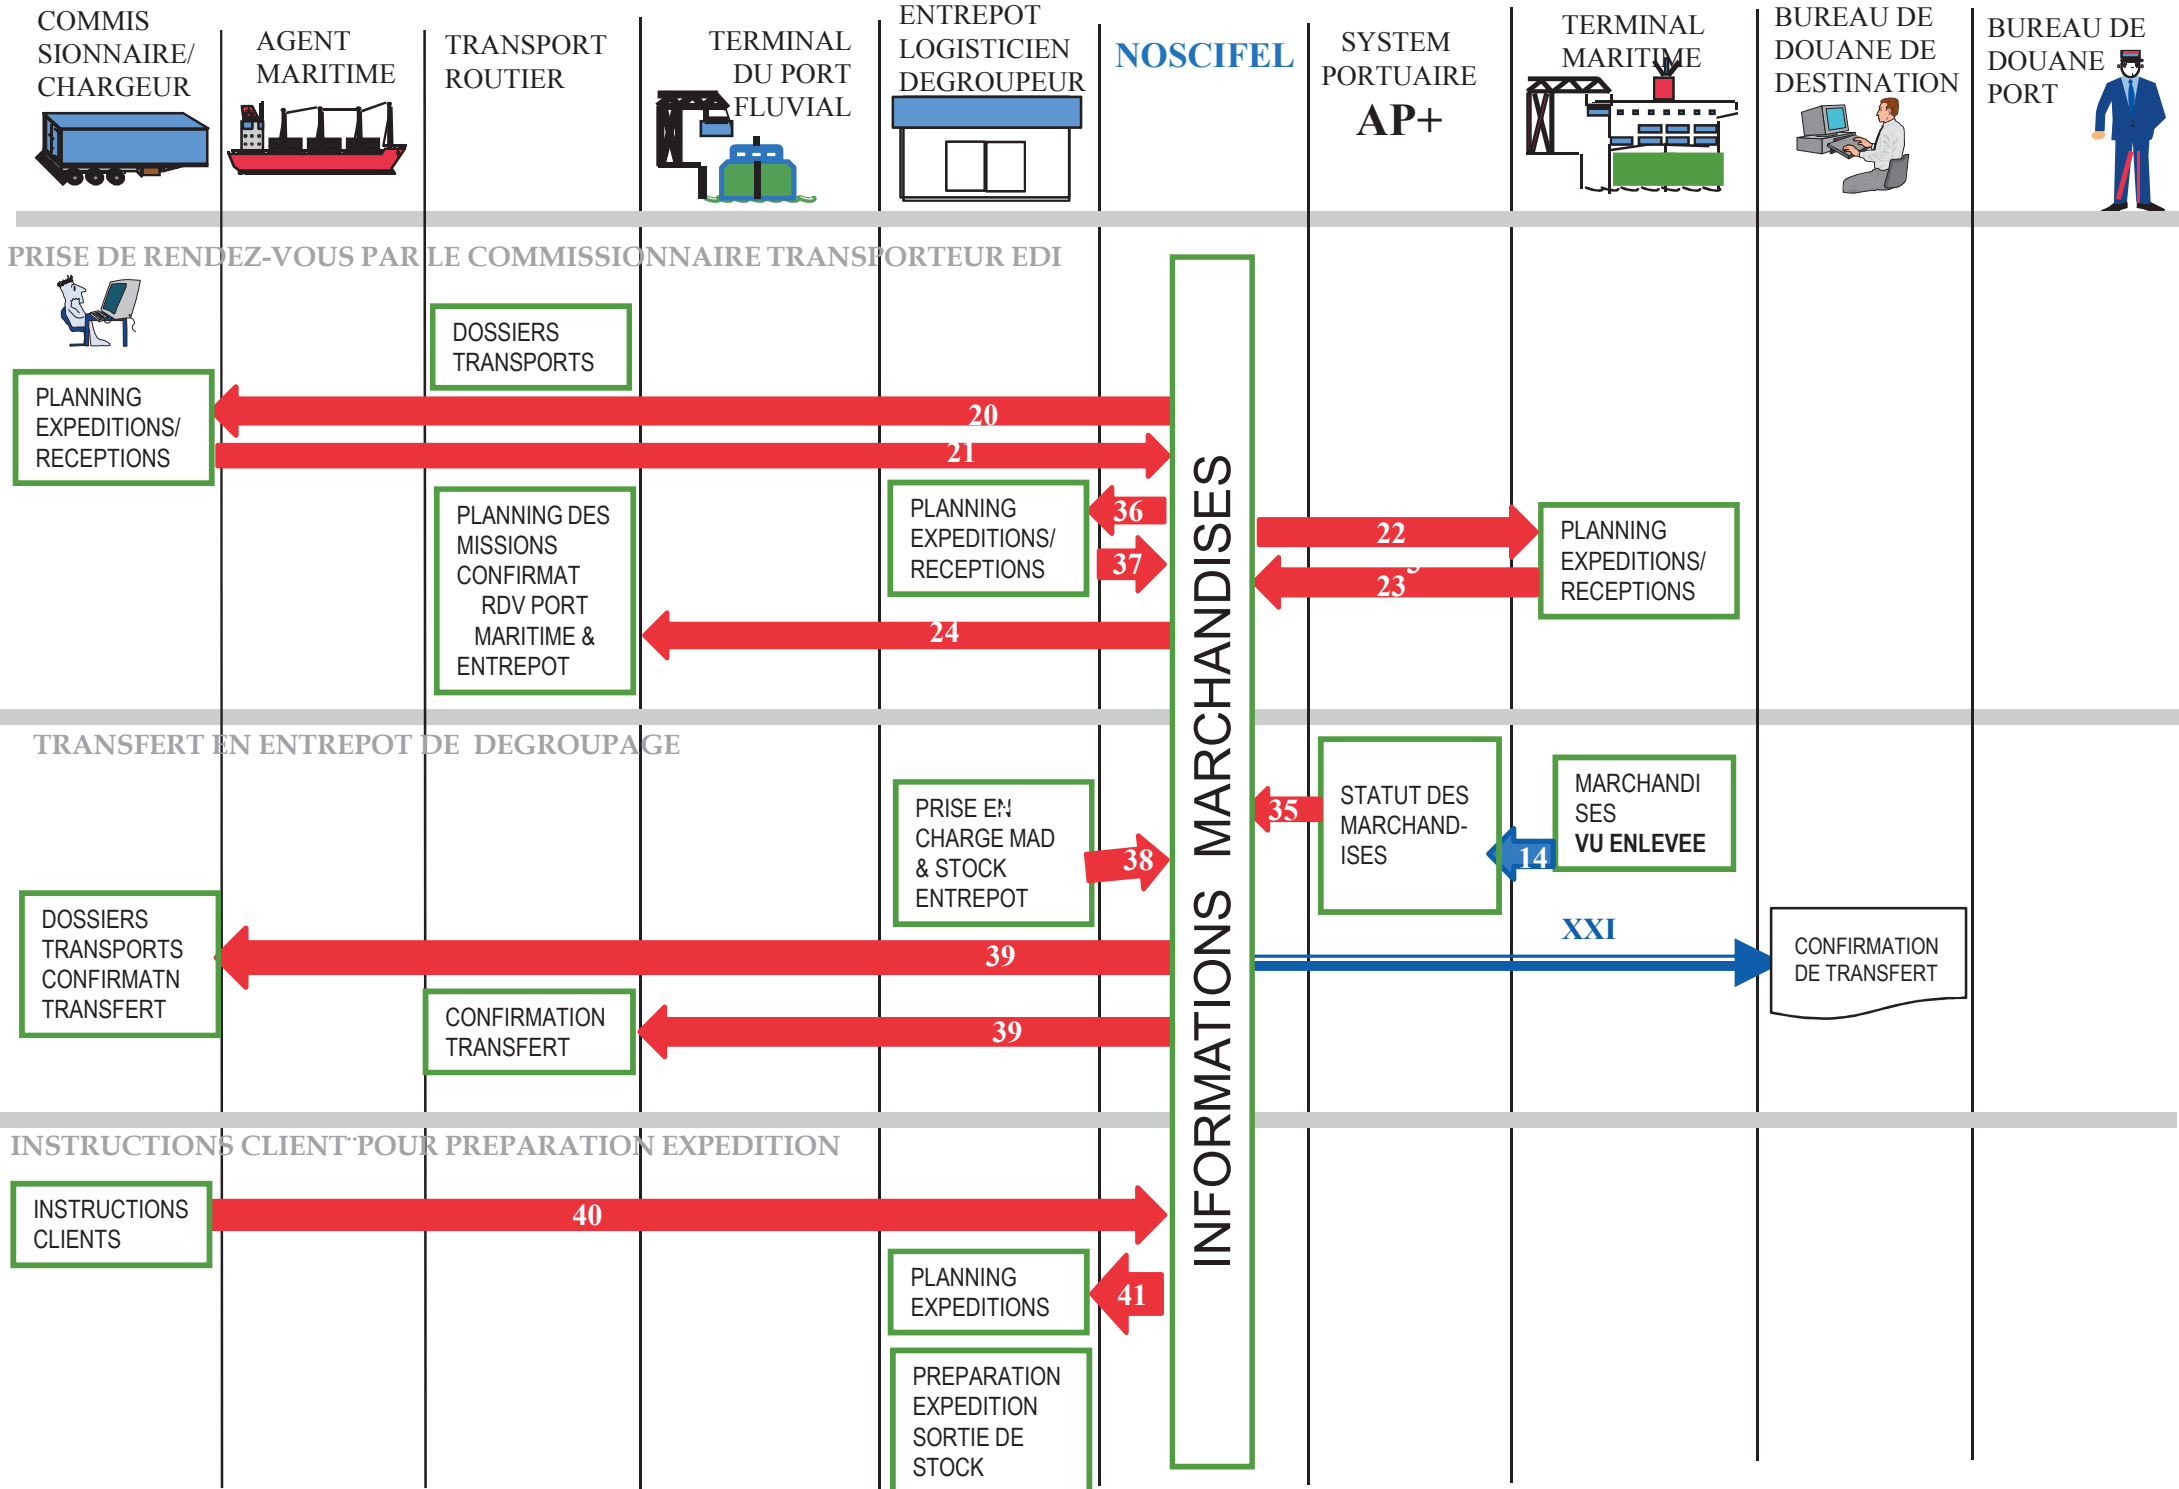 COMMIS
SIONNAIRE/
CHARGEUR
AGENT
MARITIME
TRANSPORT
ROUTIER
TERMINAL
DU PORT
FLUVIAL
ENTREPOT
LOGISTICIEN
DEGROUPEUR
NOSCIFEL
SYSTEM
PORTUAIRE
AP+
TERMINAL
MARITIME
BUREAU DE
DOUANE DE
DESTINATION
BUREAU DE
DOUANE
PORT
PRISE DE RENDEZ-VOUS PAR LE COMMISSIONNAIRE TRANSPORTEUR EDI
DOSSIERS
TRANSPORTS
PLANNING
EXPEDITIONS/
RECEPTIONS
20
21
PLANNING DES
MISSIONS
CONFIRMAT
RDV PORT
MARITIME &
ENTREPOT
PLANNING
EXPEDITIONS/
RECEPTIONS
36
37
22
23
PLANNING
EXPEDITIONS/
RECEPTIONS
24
INFORMATIONS MARCHANDISES
TRANSFERT EN ENTREPOT DE DEGROUPAGE
PRISE EN
CHARGE MAD
& STOCK
ENTREPOT
38
35
STATUT DES
MARCHAND-
ISES
14
MARCHANDI
SES
VU ENLEVEE
DOSSIERS
TRANSPORTS
CONFIRMATN
TRANSFERT
39
XXI
CONFIRMATION
DE TRANSFERT
CONFIRMATION
TRANSFERT
39
INSTRUCTIONS CLIENT¨POUR PREPARATION EXPEDITION
INSTRUCTIONS
CLIENTS
40
PLANNING
EXPEDITIONS
41
PREPARATION
EXPEDITION
SORTIE DE
STOCK